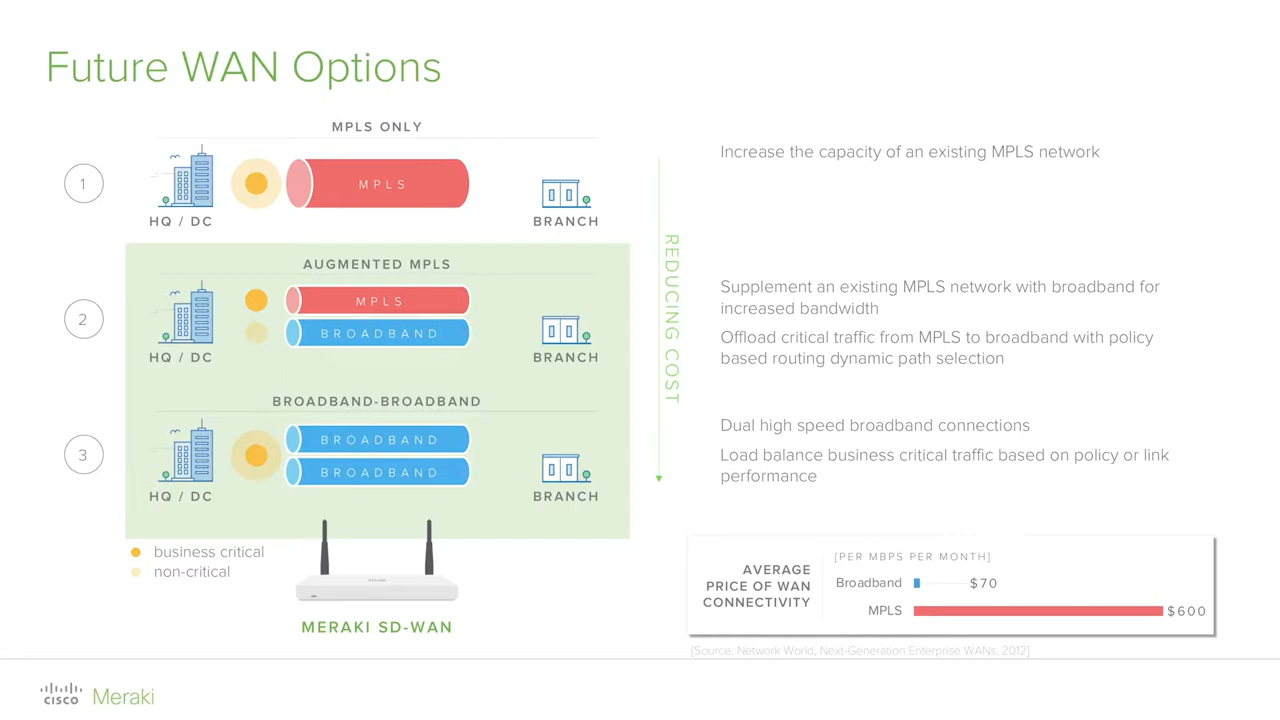 Future WAN Options
MPLS ONLY
1
MPLS
HQ / DC
BRANCH
Increase the capacity of an existing MPLS network
AUGMENTED MPLS
2
MPLS
BROADBAND
HQ / DC
BRANCH
Supplement an existing MPLS network with broadband for
increased bandwidth
Offload critical traffic from MPLS to broadband with policy
based routing dynamic path selection
BROADBAND-BROADBAND
3
BROADBAND
BROADBAND
HQ / DC
BRANCH
Dual high speed broadband connections
Load balance business critical traffic based on policy or link
performance
REDUCING COST
business critical
non-critical
MERAKI SD-WAN
AVERAGE
PRICE OF WAN
CONNECTIVITY
[PER MBPS PER MONTH]
Broadband $70
MPLS $600
[Source: Network World, Next-Generation Enterprise WANs, 2012]
CISCO Meraki